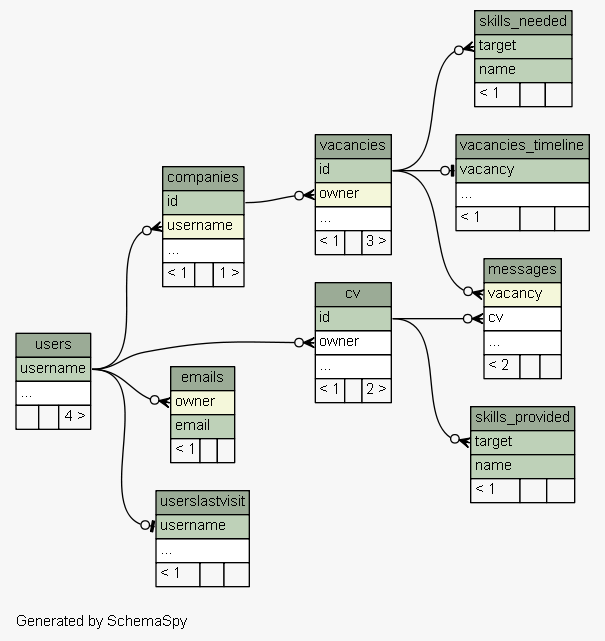 skills_needed
target
name
< 1
vacancies
id
owner
...
< 1 3 >
vacancies_timeline
vacancy
...
< 1
companies
id
username
...
< 1 1 >
messages
vacancy
cv
...
< 2
cv
id
owner
...
< 1 2 >
users
username
...
4 >
emails
owner
email
< 1
skills_provided
target
name
< 1
userslastvisit
username
...
< 1
Generated by SchemaSpy